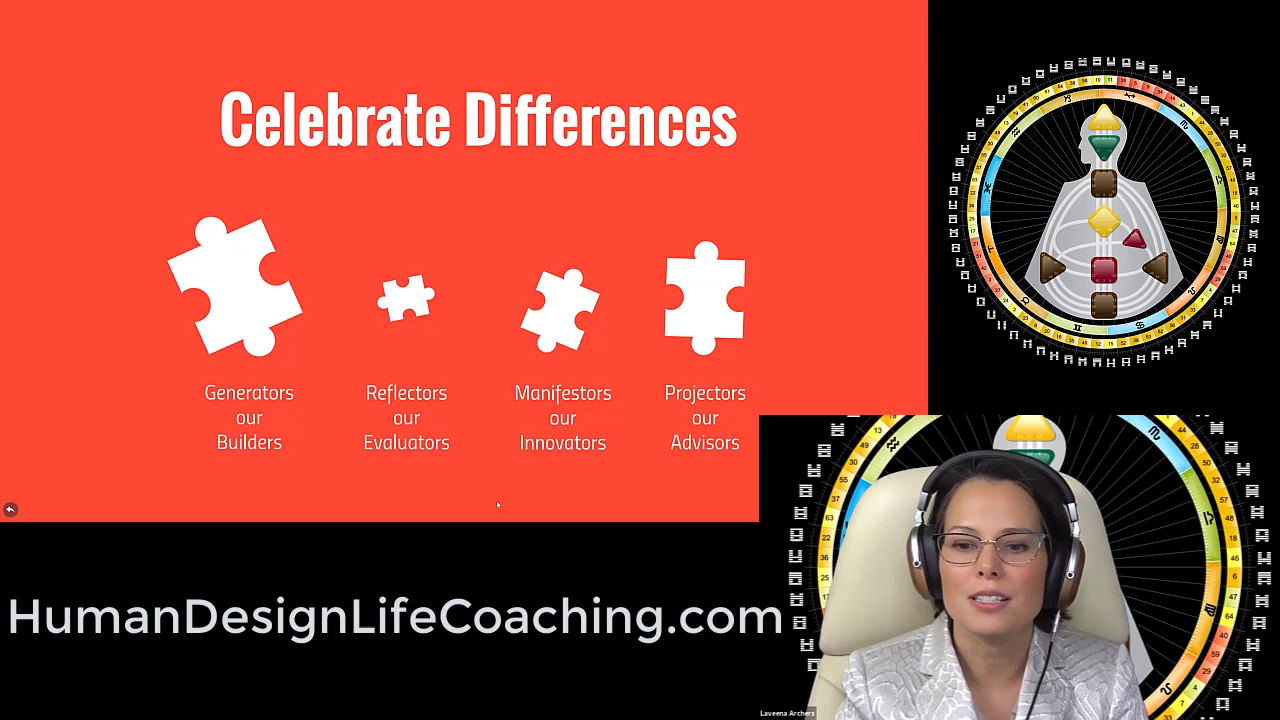 Celebrate Differences
Generators
our
Builders
Reflectors
our
Evaluators
Manifestors
our
Innovators
Projectors
our
Advisors
HumanDesignLifeCoaching.com
Laveena Archers